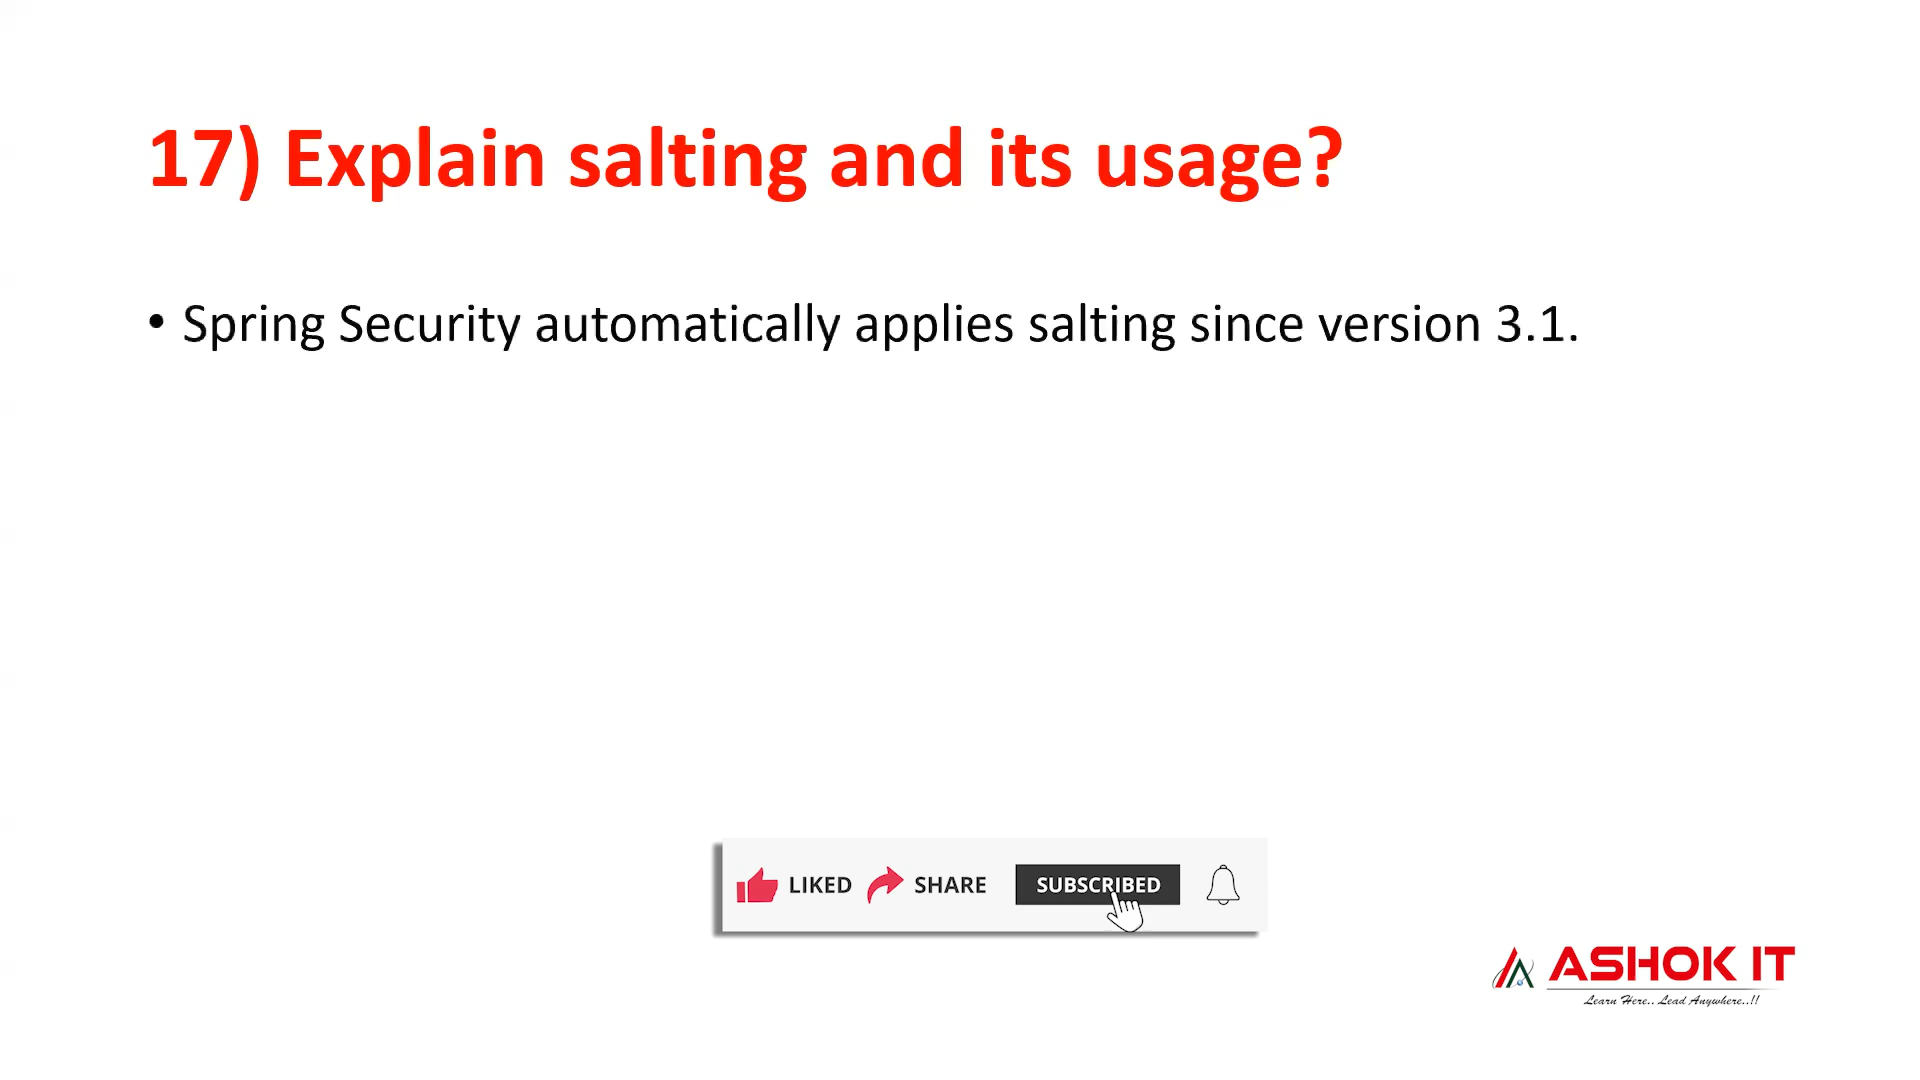 17) Explain salting and its usage?
• Spring Security automatically applies salting since version 3.1.
LIKED SHARE SUBSCRIBED
ASHOK IT
Learn Here.. Lead Anywhere..!!